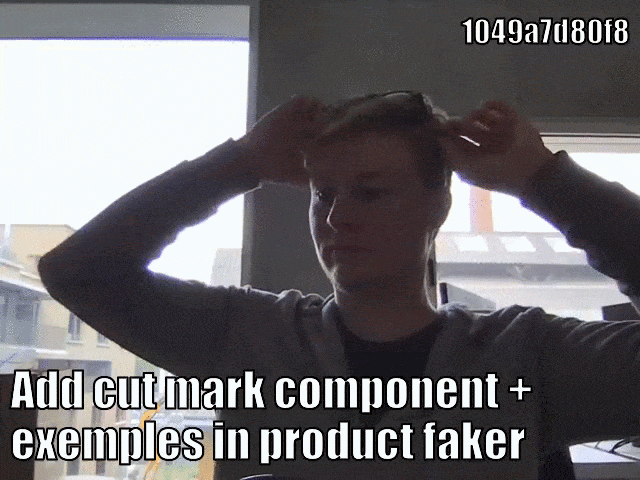 1049a7d80f8
Add cut mark component +
exemples in product faker